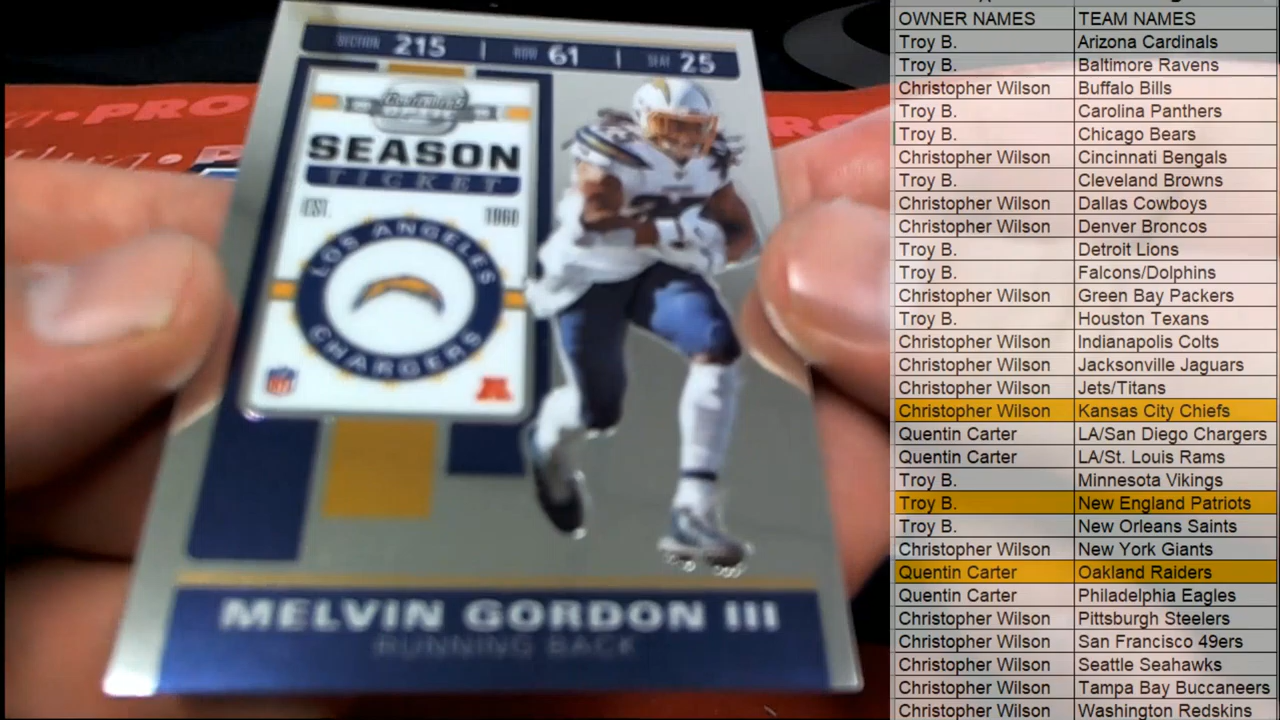 SECTION 215 | ROW 61 | SEAT 25
Contenders
OPTIC
SEASON
TICKET
EST. 1960
LOS ANGELES
CHARGERS
NFL
MELVIN GORDON III
RUNNING BACK
PRO
OWNER NAMES TEAM NAMES
Troy B. Arizona Cardinals
Troy B. Baltimore Ravens
Christopher Wilson Buffalo Bills
Troy B. Carolina Panthers
Troy B. Chicago Bears
Christopher Wilson Cincinnati Bengals
Troy B. Cleveland Browns
Christopher Wilson Dallas Cowboys
Christopher Wilson Denver Broncos
Troy B. Detroit Lions
Troy B. Falcons/Dolphins
Christopher Wilson Green Bay Packers
Troy B. Houston Texans
Christopher Wilson Indianapolis Colts
Christopher Wilson Jacksonville Jaguars
Christopher Wilson Jets/Titans
Christopher Wilson Kansas City Chiefs
Quentin Carter LA/San Diego Chargers
Quentin Carter LA/St. Louis Rams
Troy B. Minnesota Vikings
Troy B. New England Patriots
Troy B. New Orleans Saints
Christopher Wilson New York Giants
Quentin Carter Oakland Raiders
Quentin Carter Philadelphia Eagles
Christopher Wilson Pittsburgh Steelers
Christopher Wilson San Francisco 49ers
Christopher Wilson Seattle Seahawks
Christopher Wilson Tampa Bay Buccaneers
Christopher Wilson Washington Redskins